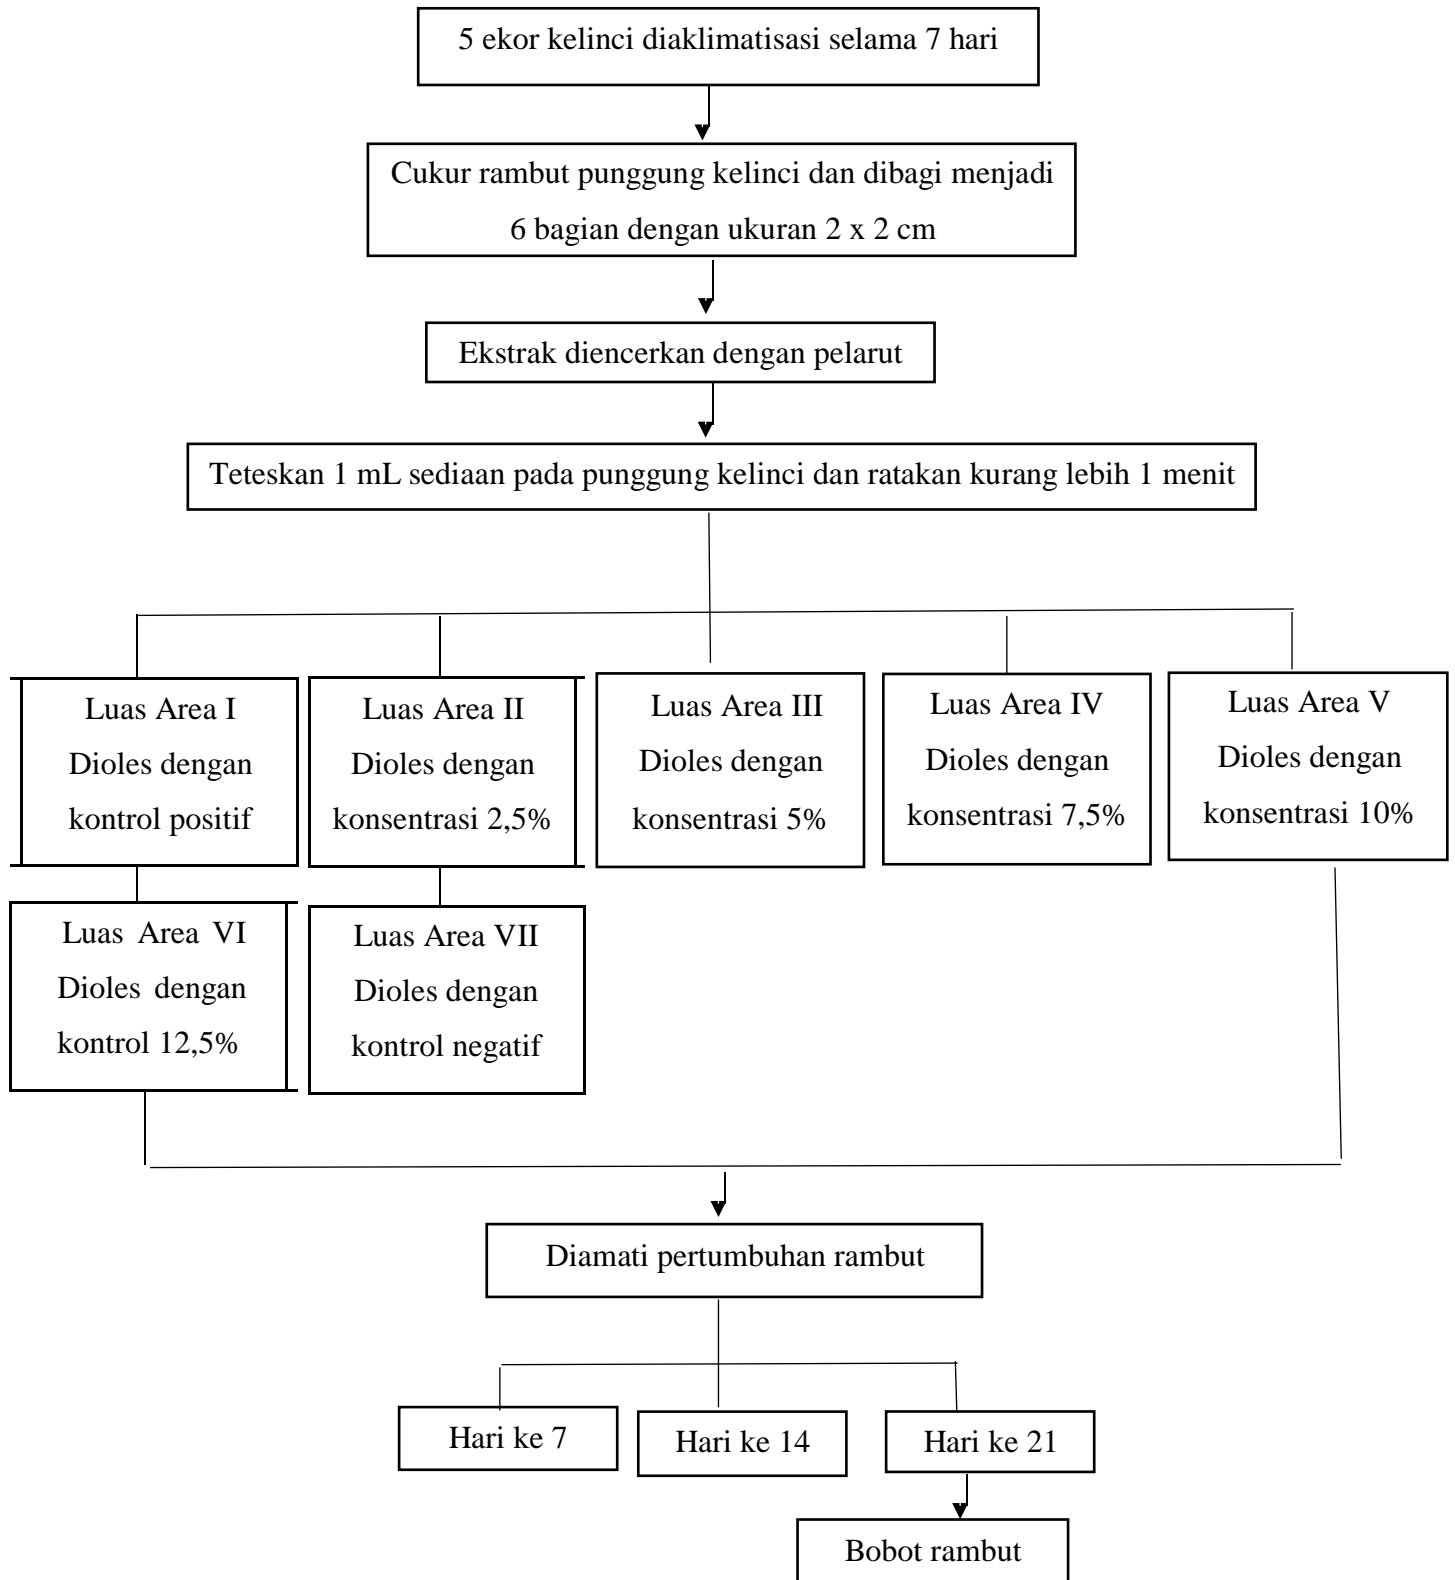 5 ekor kelinci diaklimatisasi selama 7 hari
Cukur rambut punggung kelinci dan dibagi menjadi
6 bagian dengan ukuran 2 x 2 cm
Ekstrak diencerkan dengan pelarut
Teteskan 1 mL sediaan pada punggung kelinci dan ratakan kurang lebih 1 menit
Luas Area I
Dioles dengan
kontrol positif
Luas Area II
Dioles dengan
konsentrasi 2,5%
Luas Area III
Dioles dengan
konsentrasi 5%
Luas Area IV
Dioles dengan
konsentrasi 7,5%
Luas Area V
Dioles dengan
konsentrasi 10%
Luas Area VI
Dioles dengan
kontrol 12,5%
Luas Area VII
Dioles dengan
kontrol negatif
Diamati pertumbuhan rambut
Hari ke 7
Hari ke 14
Hari ke 21
Bobot rambut